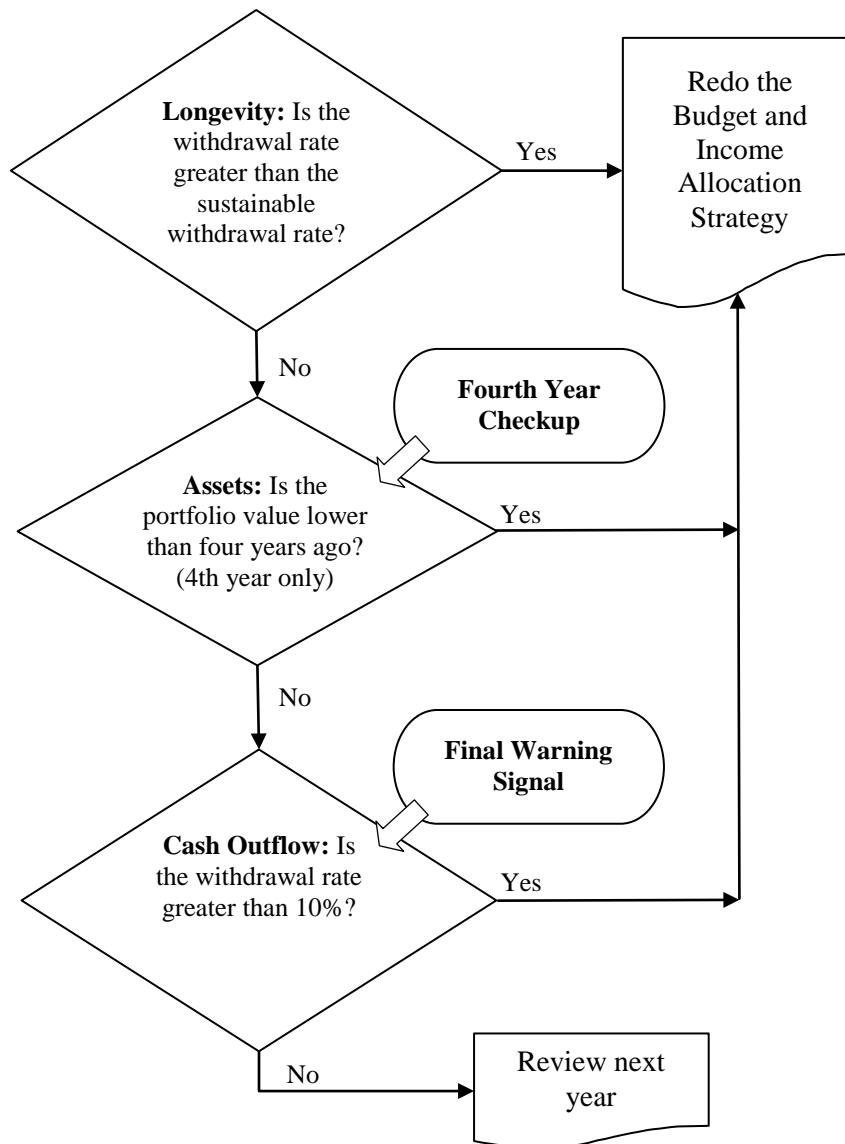 Longevity: Is the
withdrawal rate
greater than the
sustainable
withdrawal rate?
Yes
Redo the
Budget and
Income
Allocation
Strategy
No
Fourth Year
Checkup
Assets: Is the
portfolio value lower
than four years ago?
(4th year only)
Yes
No
Final Warning
Signal
Cash Outflow: Is
the withdrawal rate
greater than 10%?
Yes
No
Review next
year